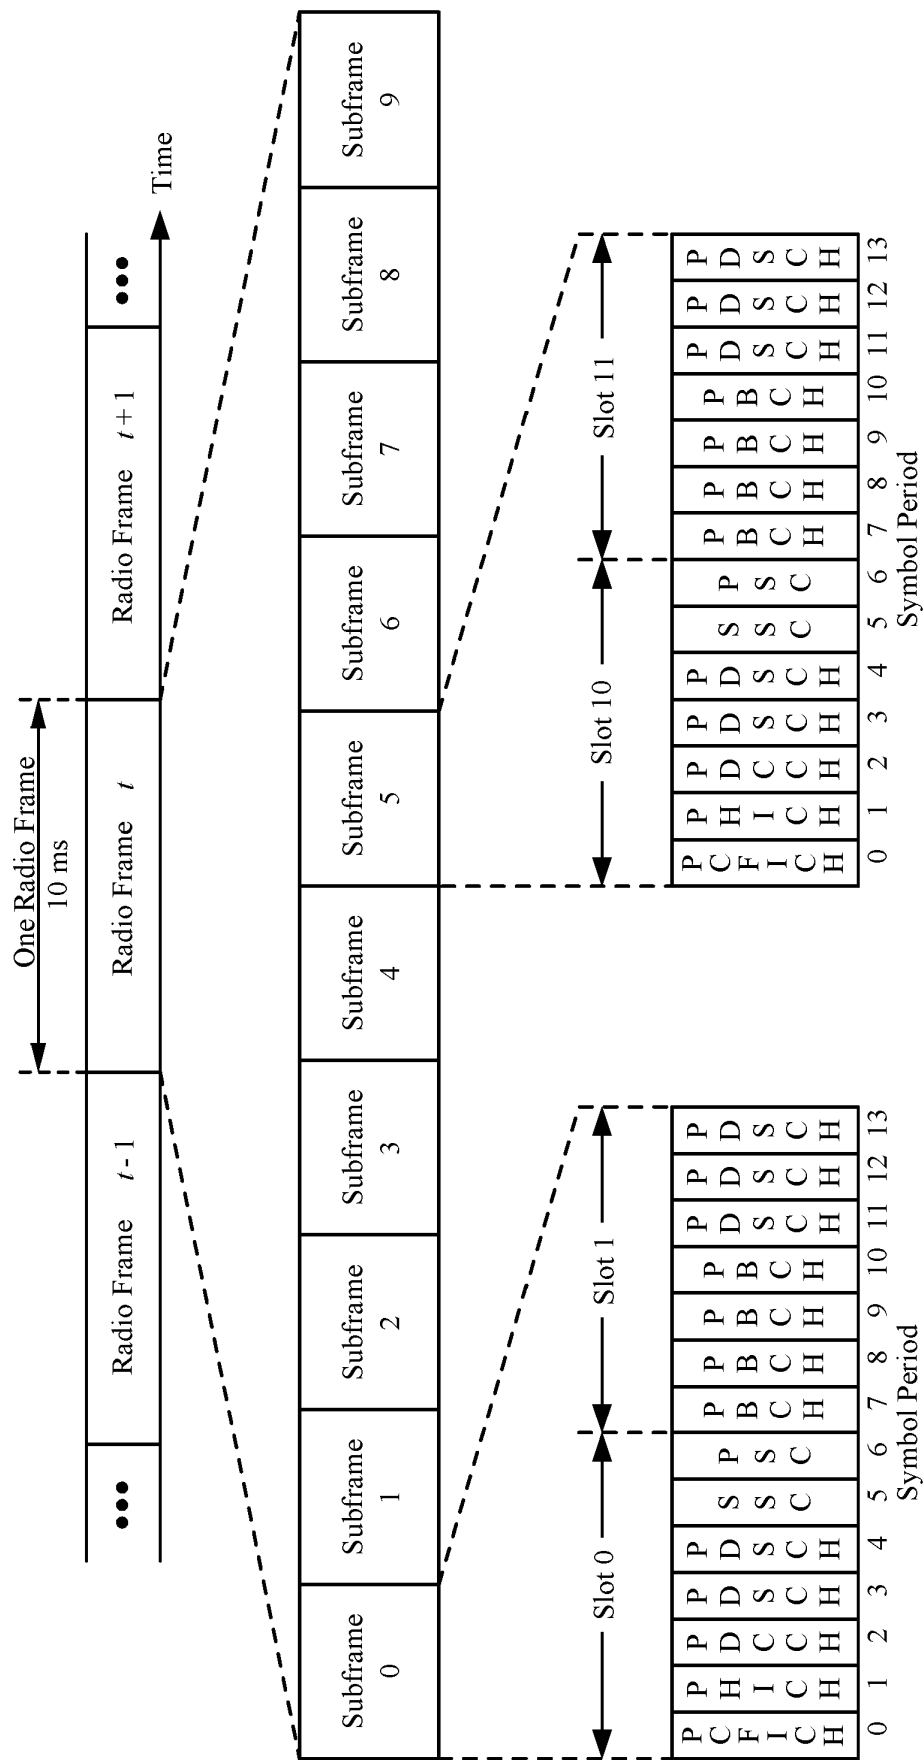 One Radio Frame
10 ms
••• Radio Frame t - 1 Radio Frame t Radio Frame t + 1 •••
Time
Subframe Subframe Subframe Subframe Subframe Subframe Subframe Subframe Subframe Subframe
0 1 2 3 4 5 6 7 8 9
Slot 0 Slot 1
PCFICH PHICH PDCCH PDSCH PDSCH SSC PSC PBCH PBCH PBCH PBCH PDSCH PDSCH PDSCH
0 1 2 3 4 5 6 7 8 9 10 11 12 13
Symbol Period
Slot 10 Slot 11
PCFICH PHICH PDCCH PDSCH PDSCH SSC PSC PBCH PBCH PBCH PBCH PDSCH PDSCH PDSCH
0 1 2 3 4 5 6 7 8 9 10 11 12 13
Symbol Period